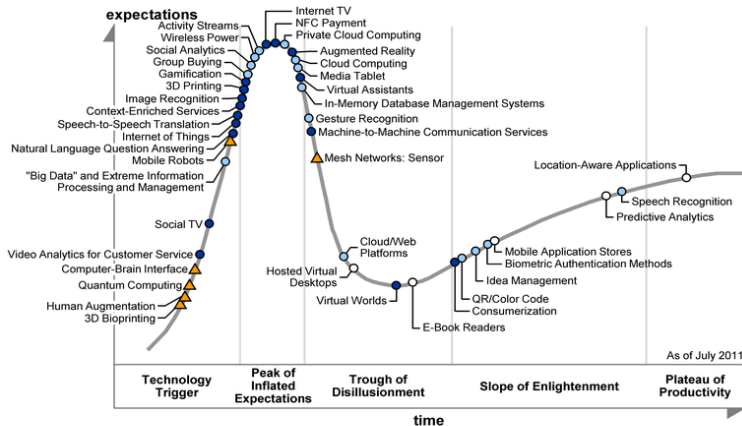 expectations
Internet TV
NFC Payment
Activity Streams
Private Cloud Computing
Wireless Power
Augmented Reality
Social Analytics
Cloud Computing
Group Buying
Media Tablet
Gamification
Virtual Assistants
3D Printing
In-Memory Database Management Systems
Image Recognition
Context-Enriched Services
Gesture Recognition
Speech-to-Speech Translation
Machine-to-Machine Communication Services
Internet of Things
Natural Language Question Answering
Mesh Networks: Sensor
Mobile Robots
Location-Aware Applications
"Big Data" and Extreme Information
Processing and Management
Speech Recognition
Predictive Analytics
Social TV
Cloud/Web
Platforms
Mobile Application Stores
Video Analytics for Customer Service
Biometric Authentication Methods
Computer-Brain Interface
Hosted Virtual
Desktops
Idea Management
Quantum Computing
Virtual Worlds
QR/Color Code
Human Augmentation
Consumerization
3D Bioprinting
E-Book Readers
As of July 2011
Technology
Trigger
Peak of
Inflated
Expectations
Trough of
Disillusionment
Slope of Enlightenment
Plateau of
Productivity
time